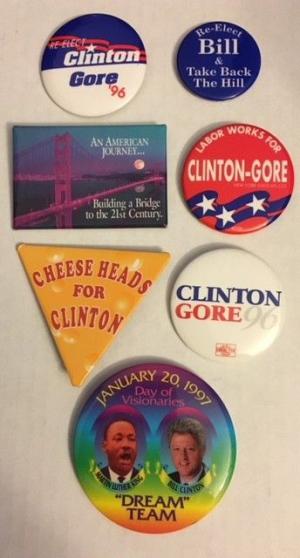 RE-ELECT
Clinton
Gore
'96
Re-Elect
Bill
&
Take Back
The Hill
AN AMERICAN
JOURNEY...
Building a Bridge
to the 21st Century.
LABOR WORKS FOR
CLINTON-GORE
CHEESE HEADS
FOR
CLINTON
CLINTON
GORE 96
JANUARY 20, 1997
Day of
Visionaries
MARTIN LUTHER KING
BILL CLINTON
"DREAM"
TEAM